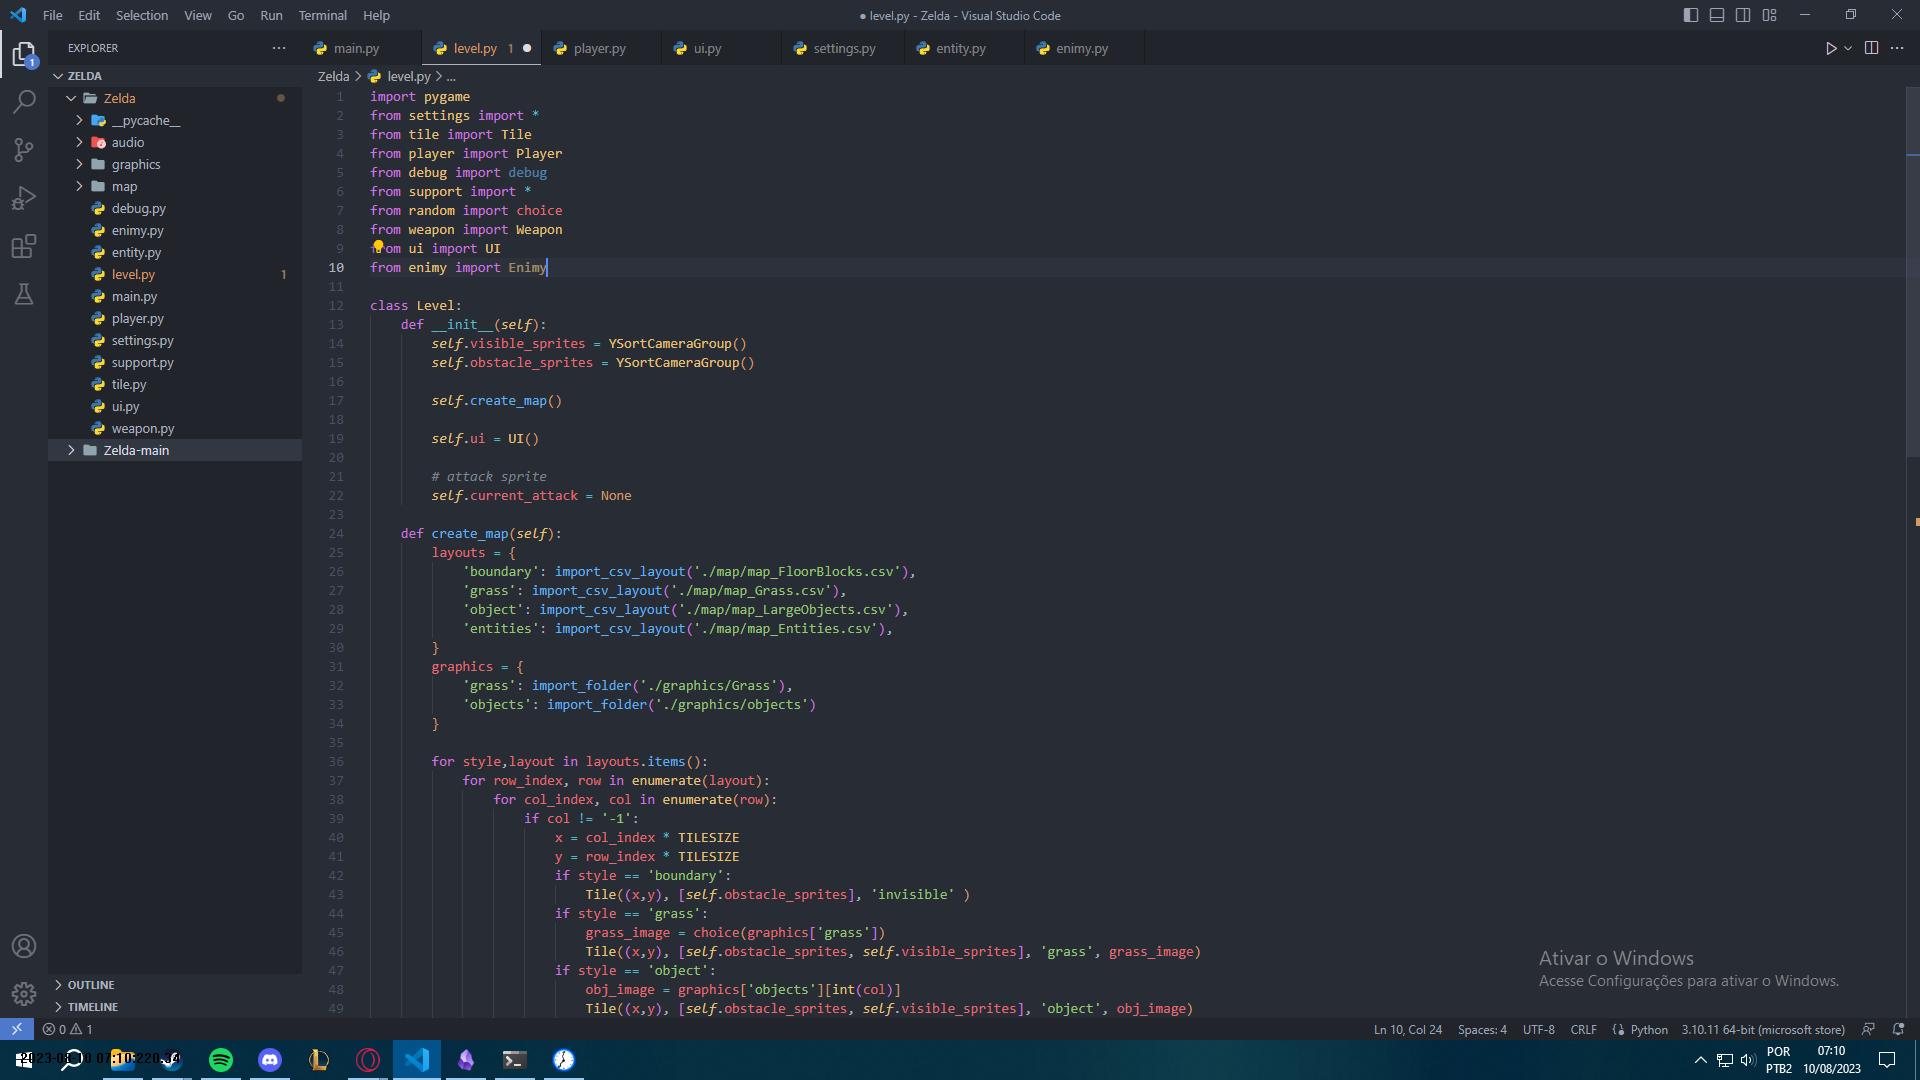 File Edit Selection View Go Run Terminal Help
● level.py - Zelda - Visual Studio Code
EXPLORER
main.py
level.py 1
player.py
ui.py
settings.py
entity.py
enimy.py
ZELDA
Zelda
__pycache__
audio
graphics
map
debug.py
enimy.py
entity.py
level.py 1
main.py
player.py
settings.py
support.py
tile.py
ui.py
weapon.py
Zelda-main
OUTLINE
TIMELINE
Zelda > level.py > ...
1 import pygame
2 from settings import *
3 from tile import Tile
4 from player import Player
5 from debug import debug
6 from support import *
7 from random import choice
8 from weapon import Weapon
9 from ui import UI
10 from enimy import Enimy
11
12 class Level:
13 def __init__(self):
14 self.visible_sprites = YSortCameraGroup()
15 self.obstacle_sprites = YSortCameraGroup()
16
17 self.create_map()
18
19 self.ui = UI()
20
21 # attack sprite
22 self.current_attack = None
23
24 def create_map(self):
25 layouts = {
26 'boundary': import_csv_layout('./map/map_FloorBlocks.csv'),
27 'grass': import_csv_layout('./map/map_Grass.csv'),
28 'object': import_csv_layout('./map/map_LargeObjects.csv'),
29 'entities': import_csv_layout('./map/map_Entities.csv'),
30 }
31 graphics = {
32 'grass': import_folder('./graphics/Grass'),
33 'objects': import_folder('./graphics/objects')
34 }
35
36 for style,layout in layouts.items():
37 for row_index, row in enumerate(layout):
38 for col_index, col in enumerate(row):
39 if col != '-1':
40 x = col_index * TILESIZE
41 y = row_index * TILESIZE
42 if style == 'boundary':
43 Tile((x,y), [self.obstacle_sprites], 'invisible' )
44 if style == 'grass':
45 grass_image = choice(graphics['grass'])
46 Tile((x,y), [self.obstacle_sprites, self.visible_sprites], 'grass', grass_image)
47 if style == 'object':
48 obj_image = graphics['objects'][int(col)]
49 Tile((x,y), [self.obstacle_sprites, self.visible_sprites], 'object', obj_image)
Ativar o Windows
Acesse Configurações para ativar o Windows.
0 1
Ln 10, Col 24 Spaces: 4 UTF-8 CRLF Python 3.10.11 64-bit (microsoft store)
POR
PTB2
07:10
10/08/2023